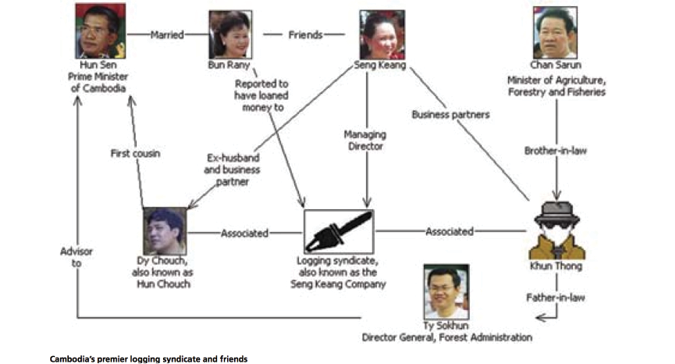 Married
Friends
Hun Sen
Prime Minister
of Cambodia
Bun Rany
Seng Keang
Chan Sarun
Minister of Agriculture,
Forestry and Fisheries
Reported to
have loaned
money to
Business partners
Managing
Director
First cousin
Ex-husband
and business
partner
Brother-in-law
Associated
Associated
Advisor
to
Dy Chouch,
also known as
Hun Chouch
Logging syndicate,
also known as the
Seng Keang Company
Khun Thong
Father-in-law
Ty Sokhun
Director General, Forest Administration
Cambodia's premier logging syndicate and friends